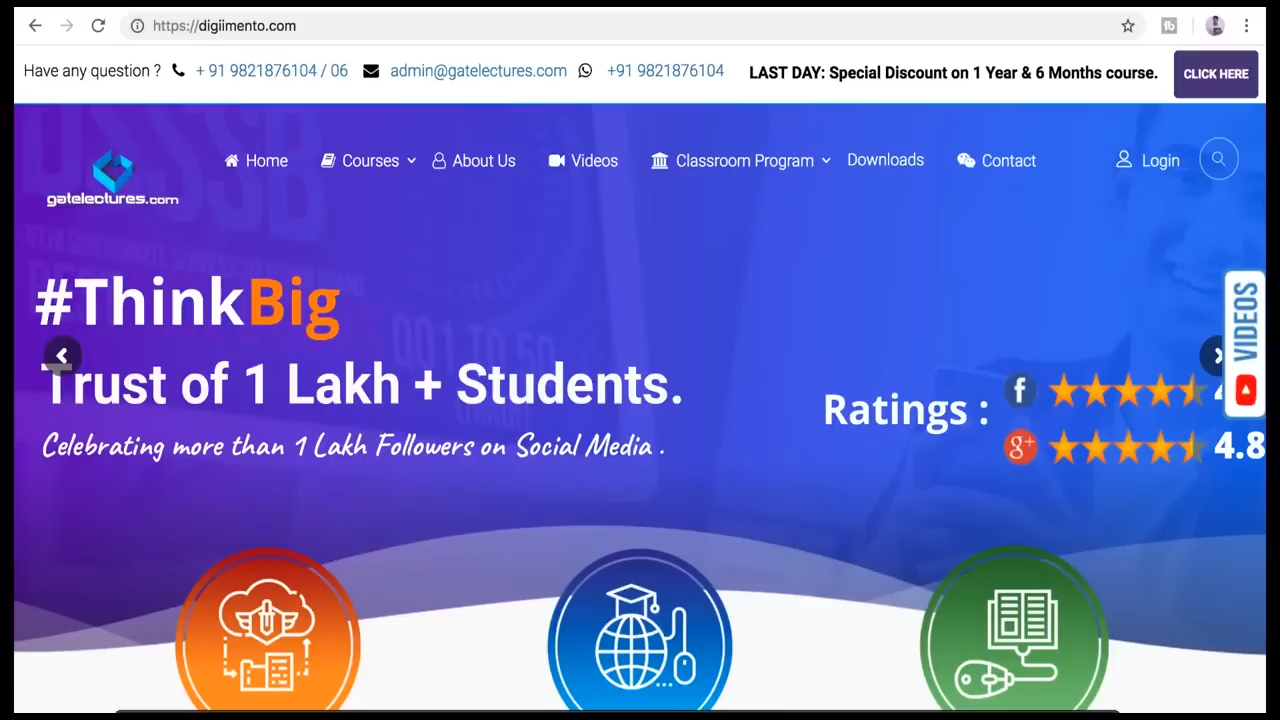 https://digiimento.com
Have any question ? + 91 9821876104 / 06 admin@gatelectures.com +91 9821876104 LAST DAY: Special Discount on 1 Year & 6 Months course. CLICK HERE
gatelectures.com Home Courses About Us Videos Classroom Program Downloads Contact Login
#ThinkBig
Trust of 1 Lakh + Students.
Celebrating more than 1 Lakh Followers on Social Media .
Ratings :
4.8
VIDEOS